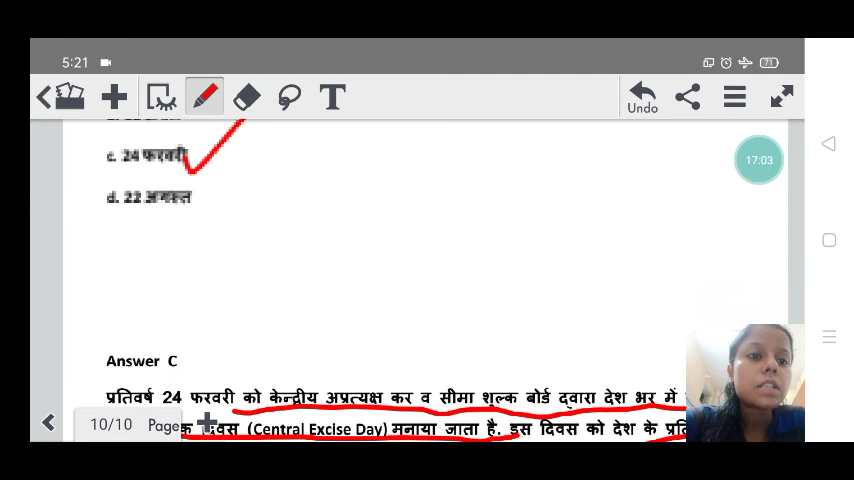 5:21
71
T
Undo
c. 24 फरवरी
17:03
d. 22 अगस्त
Answer C
प्रतिवर्ष 24 फरवरी को केन्द्रीय अप्रत्यक्ष कर व सीमा शुल्क बोर्ड द्वारा देश भर में
10/10 Page
दिवस (Central Excise Day) मनाया जाता है. इस दिवस को देश के